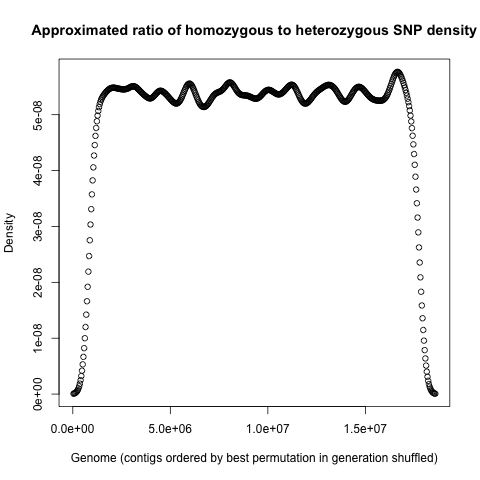 Approximated ratio of homozygous to heterozygous SNP density
Density
5e-08
4e-08
3e-08
2e-08
1e-08
0e+00
0.0e+00 5.0e+06 1.0e+07 1.5e+07
Genome (contigs ordered by best permutation in generation shuffled)